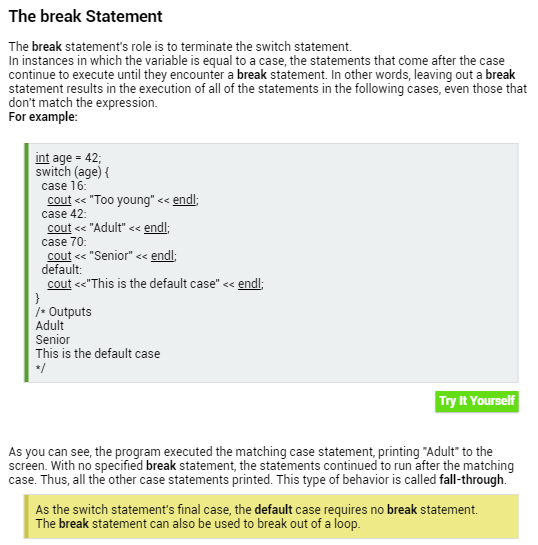 The break Statement
The break statement's role is to terminate the switch statement.
In instances in which the variable is equal to a case, the statements that come after the case
continue to execute until they encounter a break statement. In other words, leaving out a break
statement results in the execution of all of the statements in the following cases, even those that
don't match the expression.
For example:
int age = 42;
switch (age) {
case 16:
cout << "Too young" << endl;
case 42:
cout << "Adult" << endl;
case 70:
cout << "Senior" << endl;
default:
cout <<"This is the default case" << endl;
}
/* Outputs
Adult
Senior
This is the default case
*/
Try It Yourself
As you can see, the program executed the matching case statement, printing "Adult" to the
screen. With no specified break statement, the statements continued to run after the matching
case. Thus, all the other case statements printed. This type of behavior is called fall-through.
As the switch statement's final case, the default case requires no break statement.
The break statement can also be used to break out of a loop.